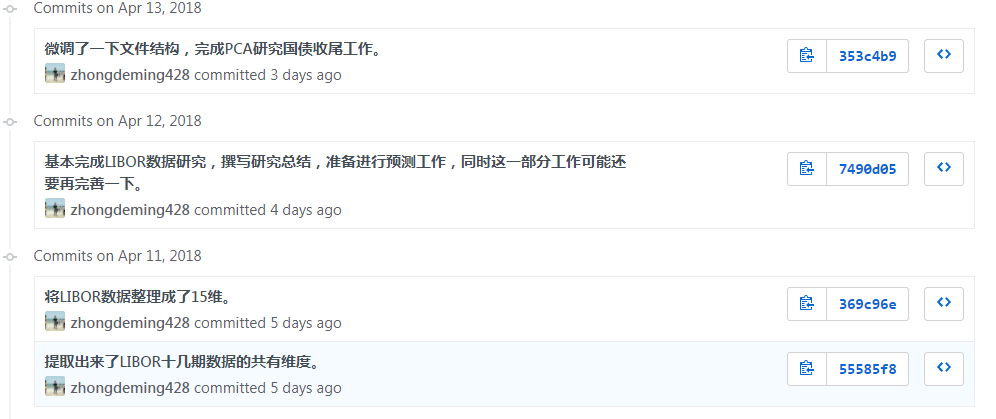 Commits on Apr 13, 2018
微调了一下文件结构，完成PCA研究国债收尾工作。
353c4b9
zhongdeming428 committed 3 days ago
Commits on Apr 12, 2018
基本完成LIBOR数据研究，撰写研究总结，准备进行预测工作，同时这一部分工作可能还
要再完善一下。
7490d05
zhongdeming428 committed 4 days ago
Commits on Apr 11, 2018
将LIBOR数据整理成了15维。
369c96e
zhongdeming428 committed 5 days ago
提取出来了LIBOR十几期数据的共有维度。
55585f8
zhongdeming428 committed 5 days ago